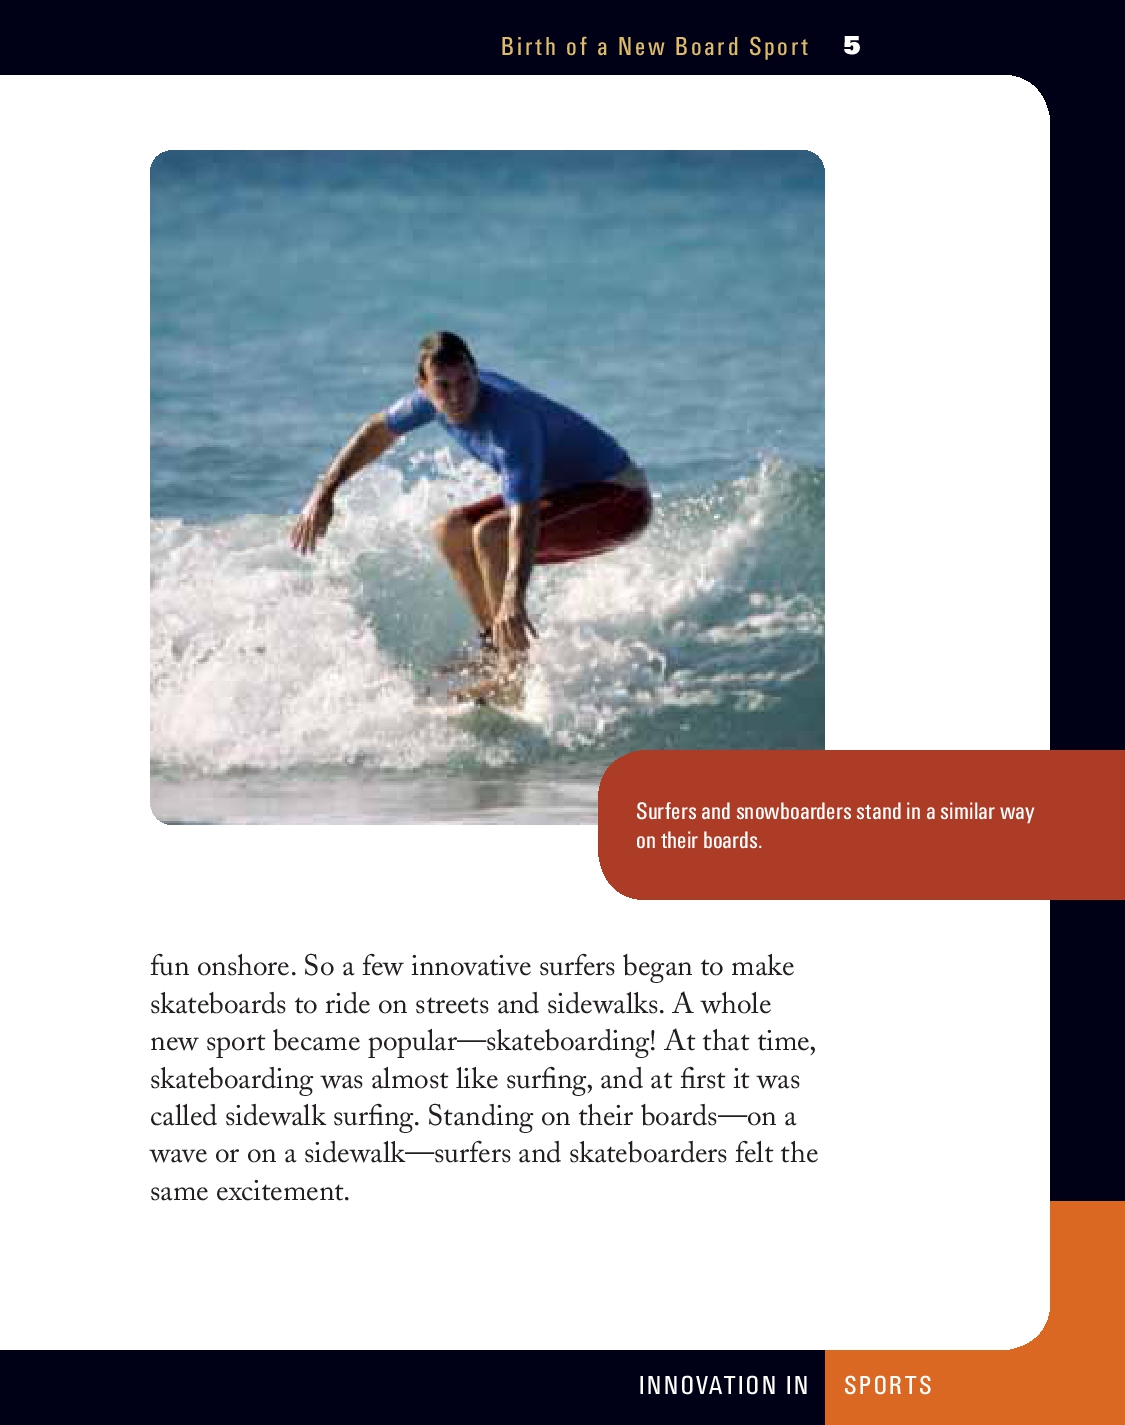 Birth of a New Board Sport 5
Surfers and snowboarders stand in a similar way
on their boards.
fun onshore. So a few innovative surfers began to make
skateboards to ride on streets and sidewalks. A whole
new sport became popular—skateboarding! At that time,
skateboarding was almost like surfing, and at first it was
called sidewalk surfing. Standing on their boards—on a
wave or on a sidewalk—surfers and skateboarders felt the
same excitement.
INNOVATION IN SPORTS